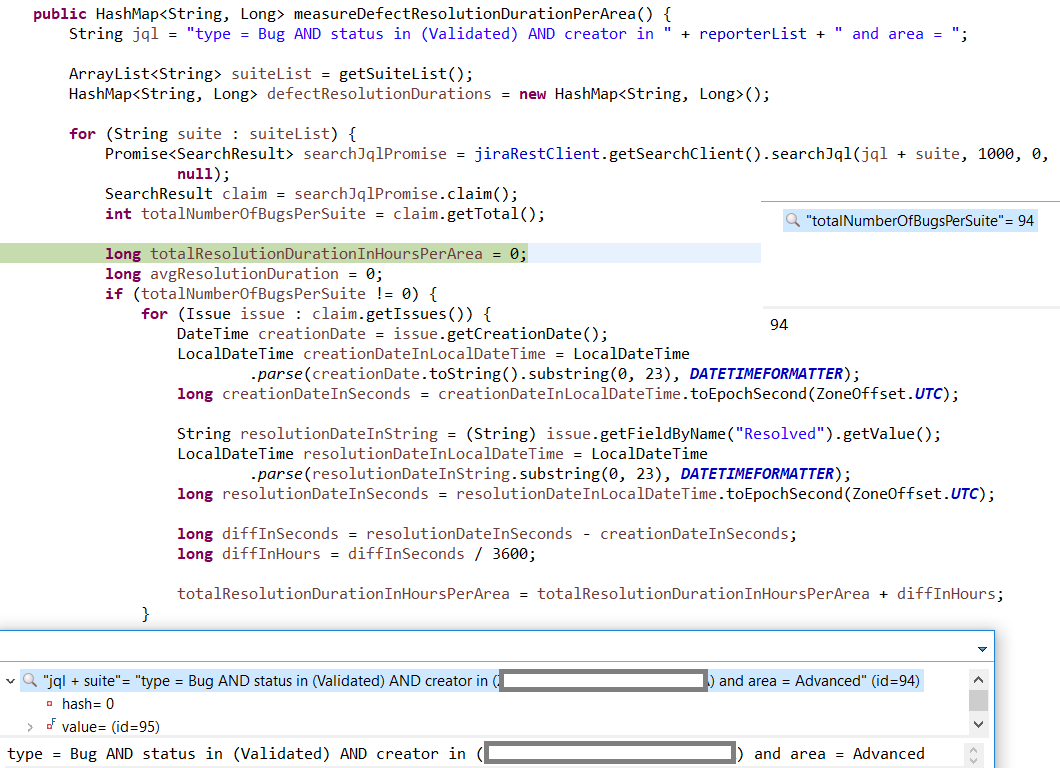 public HashMap<String, Long> measureDefectResolutionDurationPerArea() {
String jql = "type = Bug AND status in (Validated) AND creator in " + reporterList + " and area = ";
ArrayList<String> suiteList = getSuiteList();
HashMap<String, Long> defectResolutionDurations = new HashMap<String, Long>();
for (String suite : suiteList) {
Promise<SearchResult> searchJqlPromise = jiraRestClient.getSearchClient().searchJql(jql + suite, 1000, 0,
null);
SearchResult claim = searchJqlPromise.claim();
int totalNumberOfBugsPerSuite = claim.getTotal();
"totalNumberOfBugsPerSuite"= 94
long totalResolutionDurationInHoursPerArea = 0;
long avgResolutionDuration = 0;
if (totalNumberOfBugsPerSuite != 0) {
for (Issue issue : claim.getIssues()) {
94
DateTime creationDate = issue.getCreationDate();
LocalDateTime creationDateInLocalDateTime = LocalDateTime
.parse(creationDate.toString().substring(0, 23), DATETIMEFORMATTER);
long creationDateInSeconds = creationDateInLocalDateTime.toEpochSecond(ZoneOffset.UTC);
String resolutionDateInString = (String) issue.getFieldByName("Resolved").getValue();
LocalDateTime resolutionDateInLocalDateTime = LocalDateTime
.parse(resolutionDateInString.substring(0, 23), DATETIMEFORMATTER);
long resolutionDateInSeconds = resolutionDateInLocalDateTime.toEpochSecond(ZoneOffset.UTC);
long diffInSeconds = resolutionDateInSeconds - creationDateInSeconds;
long diffInHours = diffInSeconds / 3600;
totalResolutionDurationInHoursPerArea = totalResolutionDurationInHoursPerArea + diffInHours;
}
"jql + suite"= "type = Bug AND status in (Validated) AND creator in ( ) and area = Advanced" (id=94)
hash= 0
value= (id=95)
type = Bug AND status in (Validated) AND creator in ( ) and area = Advanced